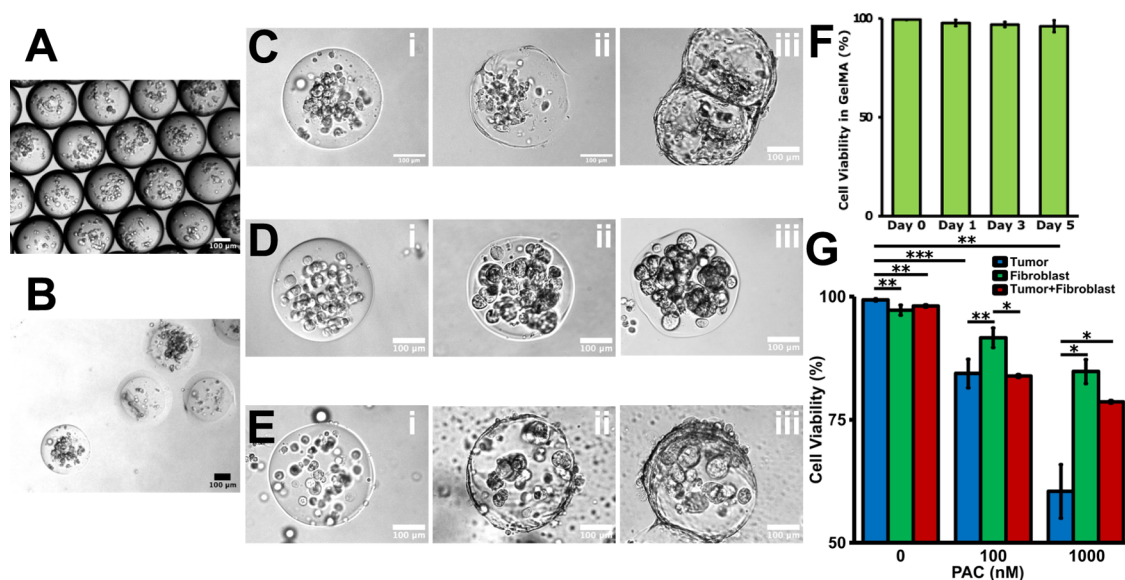 A
100 µm
B
100 µm
C
i
100 µm
ii
100 µm
iii
100 µm
D
i
100 µm
ii
100 µm
iii
100 µm
E
i
100 µm
ii
100 µm
iii
100 µm
F
Cell Viability in GelMA (%)
100
50
0
Day 0 Day 1 Day 3 Day 5
G
**
***
**
**
Tumor
Fibroblast
Tumor+Fibroblast
** *
*
*
Cell Viability (%)
100
75
50
0 100 1000
PAC (nM)